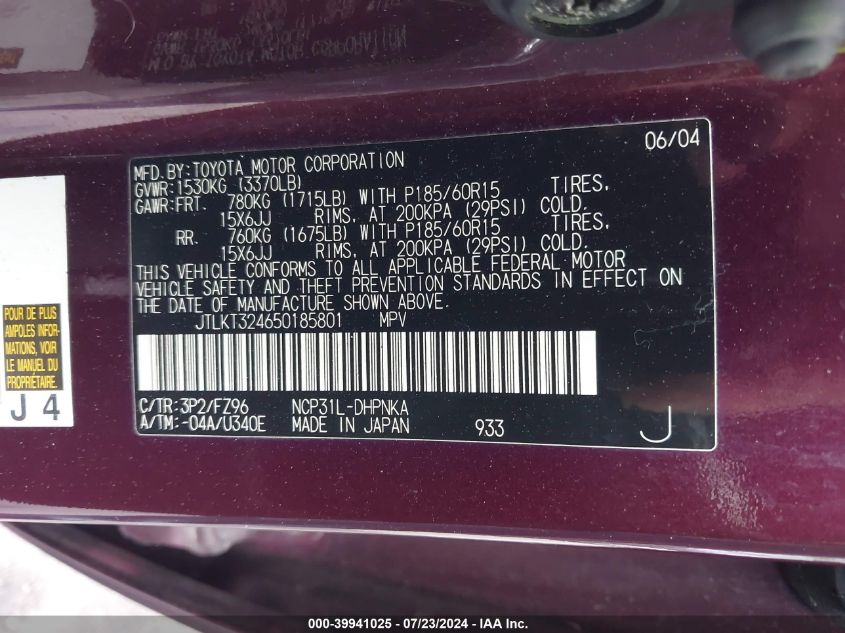 06/04
MFD.BY:TOYOTA MOTOR CORPORATION
GVWR:1530KG (3370LB)
GAWR:FRT. 780KG (1715LB) WITH P185/60R15 TIRES,
15X6JJ RIMS, AT 200KPA (29PSI) COLD.
RR. 760KG (1675LB) WITH P185/60R15 TIRES,
15X6JJ RIMS, AT 200KPA (29PSI) COLD.
THIS VEHICLE CONFORMS TO ALL APPLICABLE FEDERAL MOTOR
VEHICLE SAFETY AND THEFT PREVENTION STANDARDS IN EFFECT ON
THE DATE OF MANUFACTURE SHOWN ABOVE.
JTLKT324650185801 MPV
C/TR:3P2/FZ96 NCP31L-DHPNKA
A/TM:-04A/U340E MADE IN JAPAN 933 J
POUR DE PLUS
AMPLES INFOR-
MATIONS, VOIR
LE MANUEL DU
PROPRIÉTAIRE.
J 4
000-39941025 - 07/23/2024 - IAA Inc.